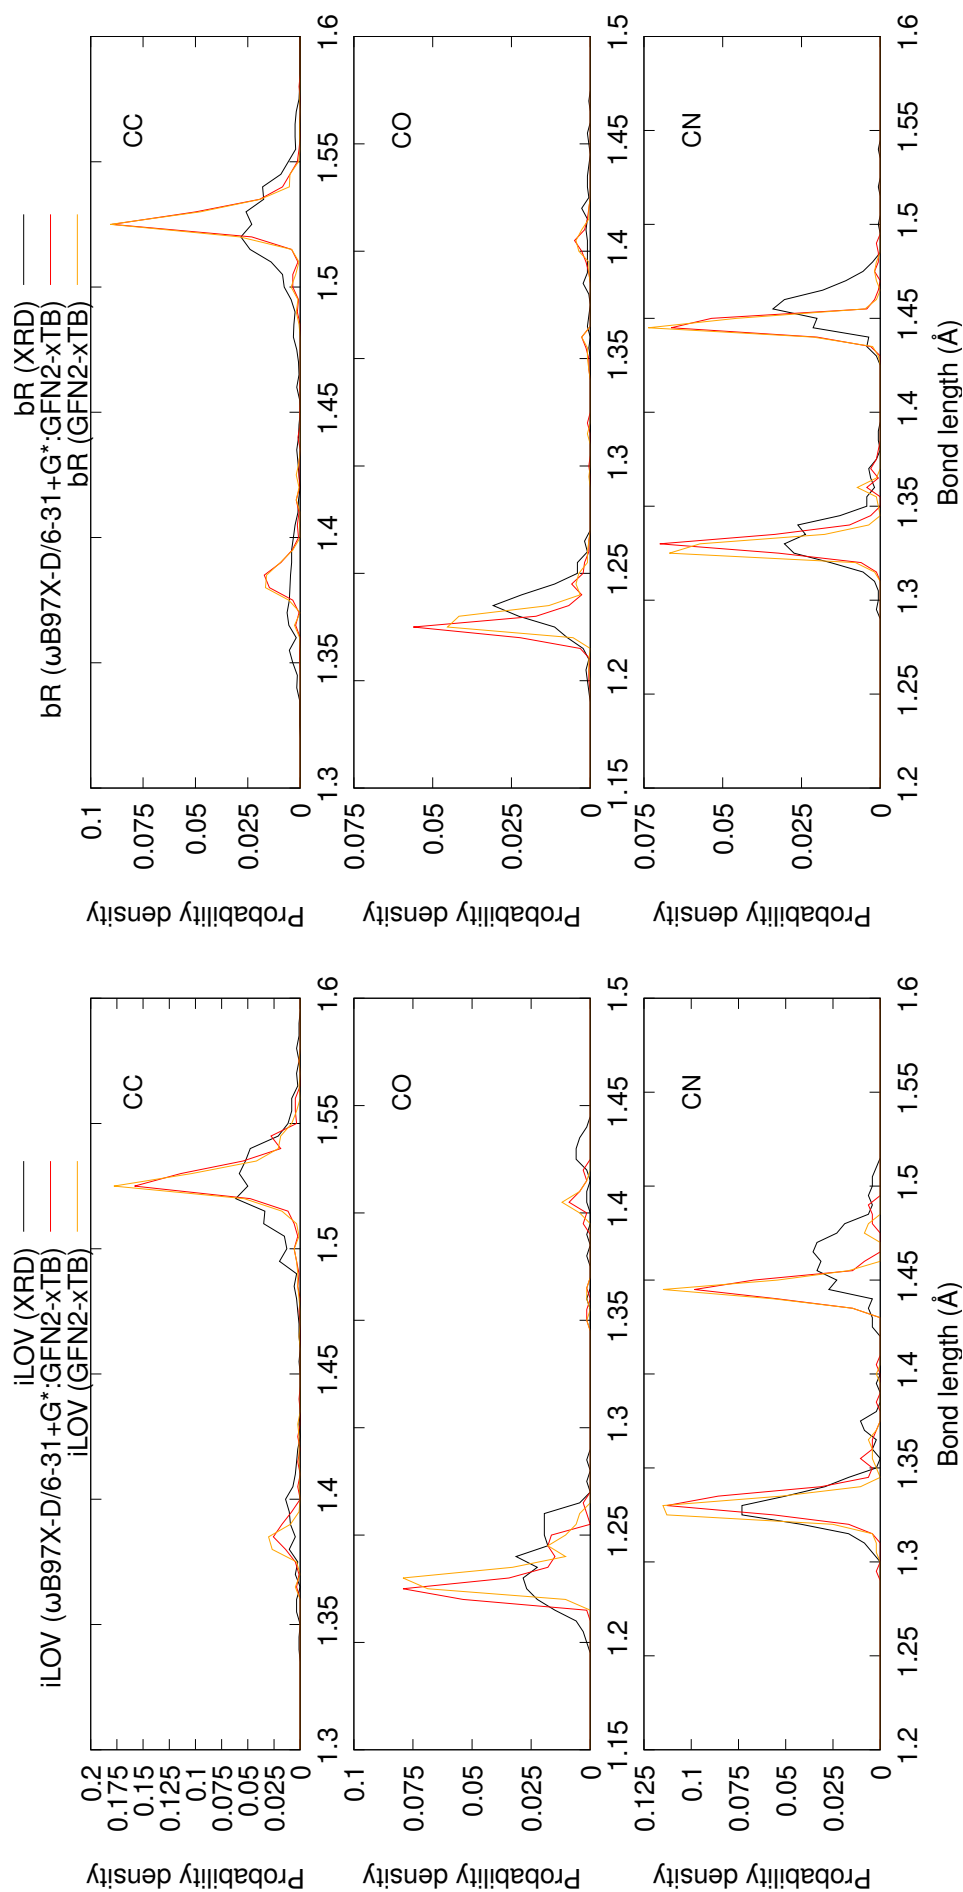 iLOV (XRD)
iLOV (ωB97X-D/6-31+G*:GFN2-xTB)
iLOV (GFN2-xTB)
0.2
0.175
0.15
0.125
0.1
0.075
0.05
0.025
0
Probability density
CC
1.3 1.35 1.4 1.45 1.5 1.55 1.6
0.1
0.075
0.05
0.025
0
Probability density
CO
1.15 1.2 1.25 1.3 1.35 1.4 1.45 1.5
0.125
0.1
0.075
0.05
0.025
0
Probability density
CN
1.2 1.25 1.3 1.35 1.4 1.45 1.5 1.55 1.6
Bond length (Å)
bR (XRD)
bR (ωB97X-D/6-31+G*:GFN2-xTB)
bR (GFN2-xTB)
0.1
0.075
0.05
0.025
0
Probability density
CC
1.3 1.35 1.4 1.45 1.5 1.55 1.6
0.075
0.05
0.025
0
Probability density
CO
1.15 1.2 1.25 1.3 1.35 1.4 1.45 1.5
0.075
0.05
0.025
0
Probability density
CN
1.2 1.25 1.3 1.35 1.4 1.45 1.5 1.55 1.6
Bond length (Å)